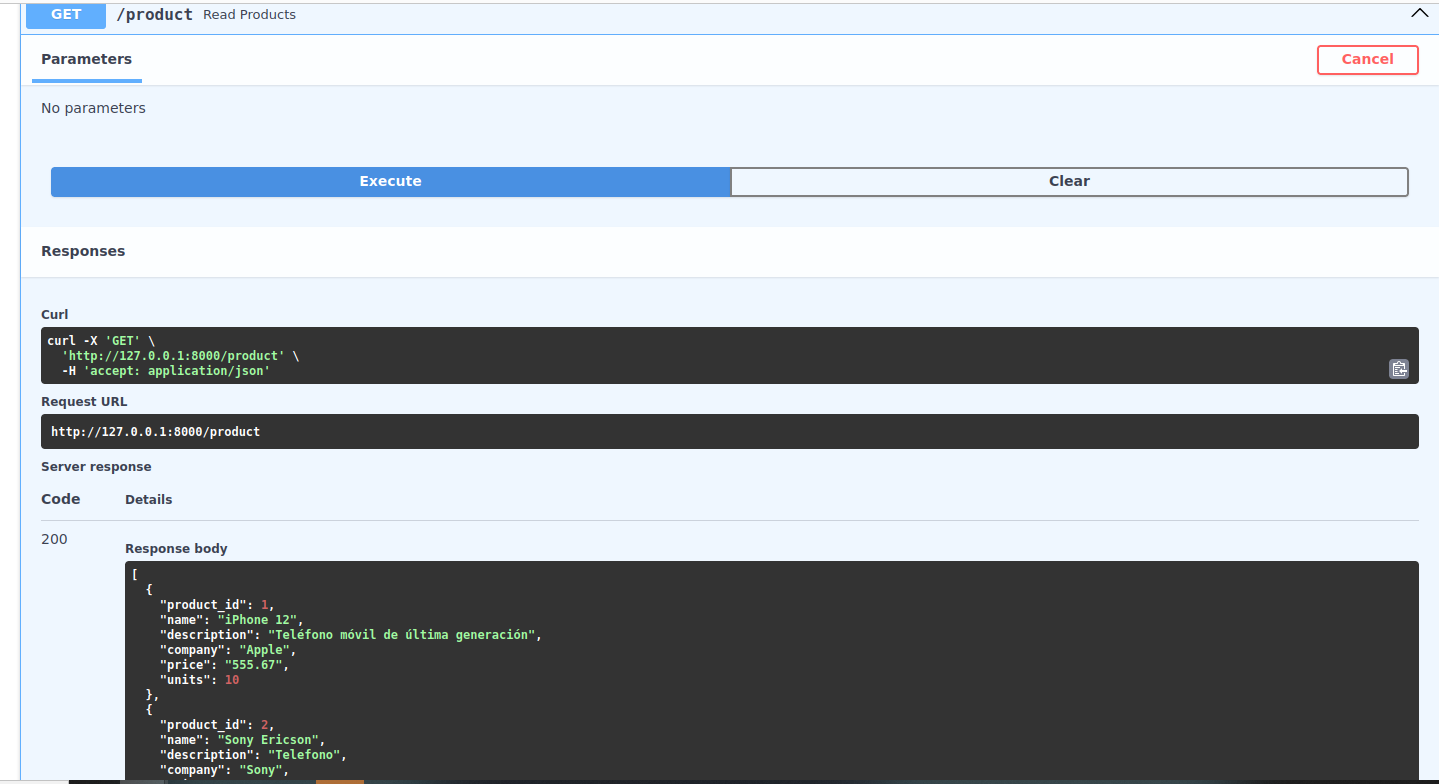 GET /product Read Products
Parameters
Cancel
No parameters
Execute
Clear
Responses
Curl
curl -X 'GET' \
'http://127.0.0.1:8000/product' \
-H 'accept: application/json'
Request URL
http://127.0.0.1:8000/product
Server response
Code Details
200
Response body
[
{
"product_id": 1,
"name": "iPhone 12",
"description": "Teléfono móvil de última generación",
"company": "Apple",
"price": "555.67",
"units": 10
},
{
"product_id": 2,
"name": "Sony Ericson",
"description": "Telefono",
"company": "Sony",